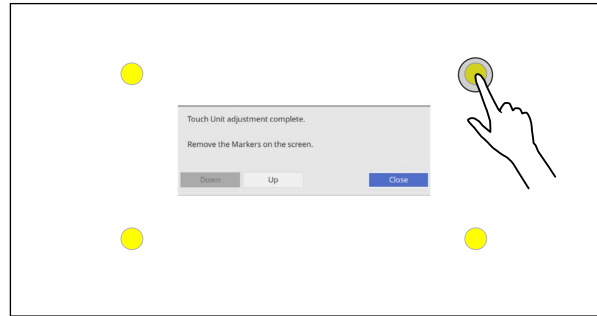 Touch Unit adjustment complete.
Remove the Markers on the screen.
Down Up Close